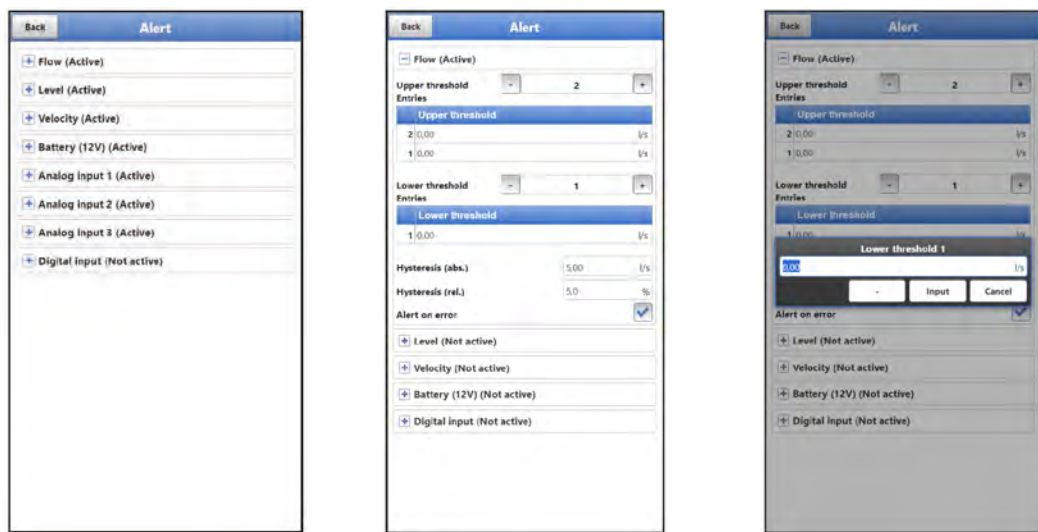 Back Alert
+ Flow (Active)
+ Level (Active)
+ Velocity (Active)
+ Battery (12V) (Active)
+ Analog input 1 (Active)
+ Analog input 2 (Active)
+ Analog input 3 (Active)
+ Digital input (Not active)
Back Alert
− Flow (Active)
Upper threshold - 2 +
Entries
Upper threshold
2 0,00 l/s
1 0,00 l/s
Lower threshold - 1 +
Entries
Lower threshold
1 0,00 l/s
Hysteresis (abs.) 5,00 l/s
Hysteresis (rel.) 5,0 %
Alert on error
+ Level (Not active)
+ Velocity (Not active)
+ Battery (12V) (Not active)
+ Digital input (Not active)
Back Alert
− Flow (Active)
Upper threshold - 2 +
Entries
Upper threshold
2 0,00 l/s
1 0,00 l/s
Lower threshold - 1 +
Entries
Lower threshold
1 0,00 l/s
Lower threshold 1
0,00 l/s
- Input Cancel
Alert on error
+ Level (Not active)
+ Velocity (Not active)
+ Battery (12V) (Not active)
+ Digital input (Not active)